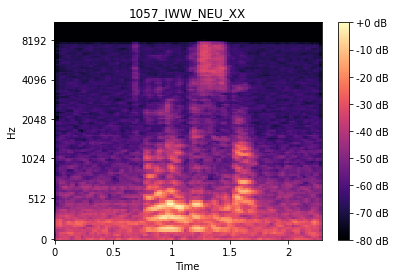 1057_IWW_NEU_XX
8192
4096
2048
1024
512
0
Hz
0
0.5
1
1.5
2
Time
+0 dB
-10 dB
-20 dB
-30 dB
-40 dB
-50 dB
-60 dB
-70 dB
-80 dB